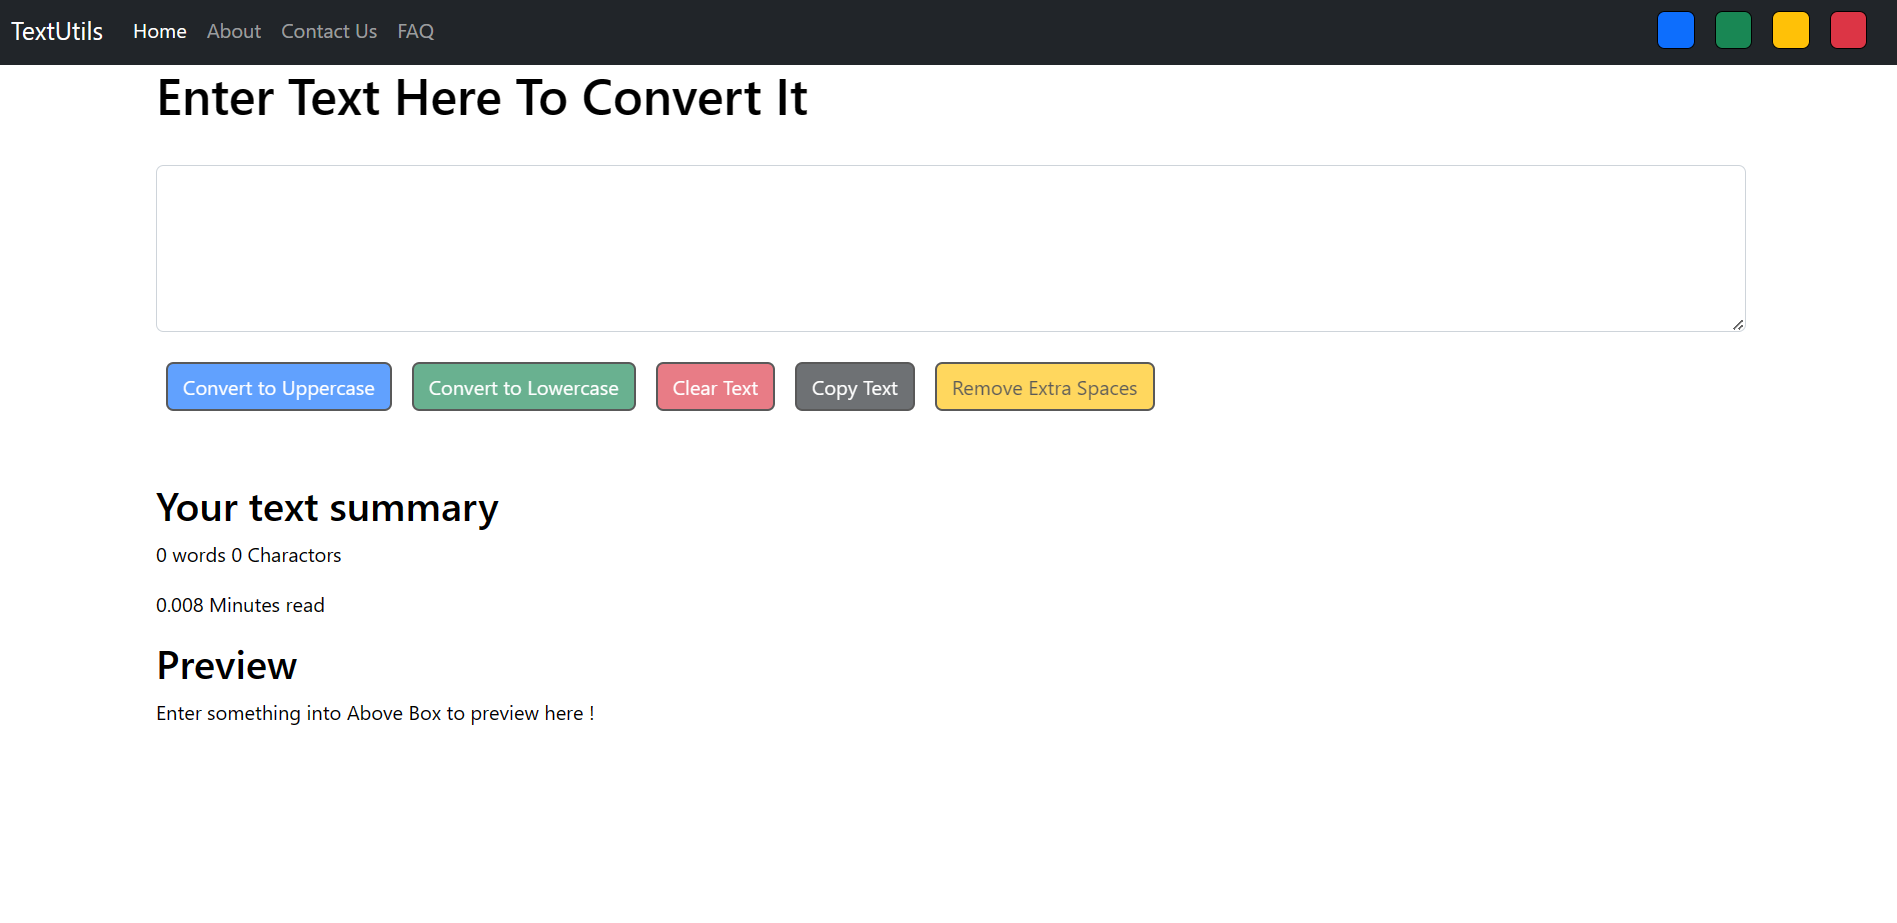 TextUtils Home About Contact Us FAQ
Enter Text Here To Convert It
Convert to Uppercase Convert to Lowercase Clear Text Copy Text Remove Extra Spaces
Your text summary
0 words 0 Charactors
0.008 Minutes read
Preview
Enter something into Above Box to preview here !